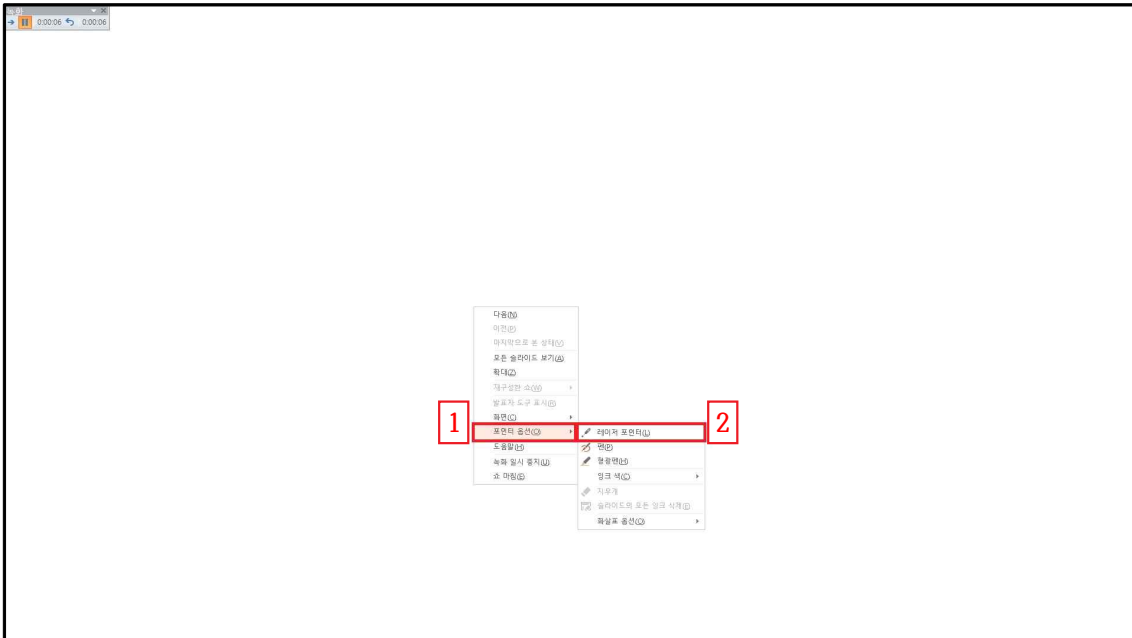 녹화
0:00:06 0:00:06
다음(N)
이전(P)
마지막으로 본 상태(V)
모든 슬라이드 보기(A)
확대(Z)
재구성한 쇼(W)
발표자 도구 표시(R)
화면(C)
1
포인터 옵션(O)
레이저 포인터(L)
2
도움말(H)
펜(P)
녹화 일시 중지(U)
형광펜(H)
쇼 마침(E)
잉크 색(C)
지우개
슬라이드의 모든 잉크 삭제(E)
화살표 옵션(O)